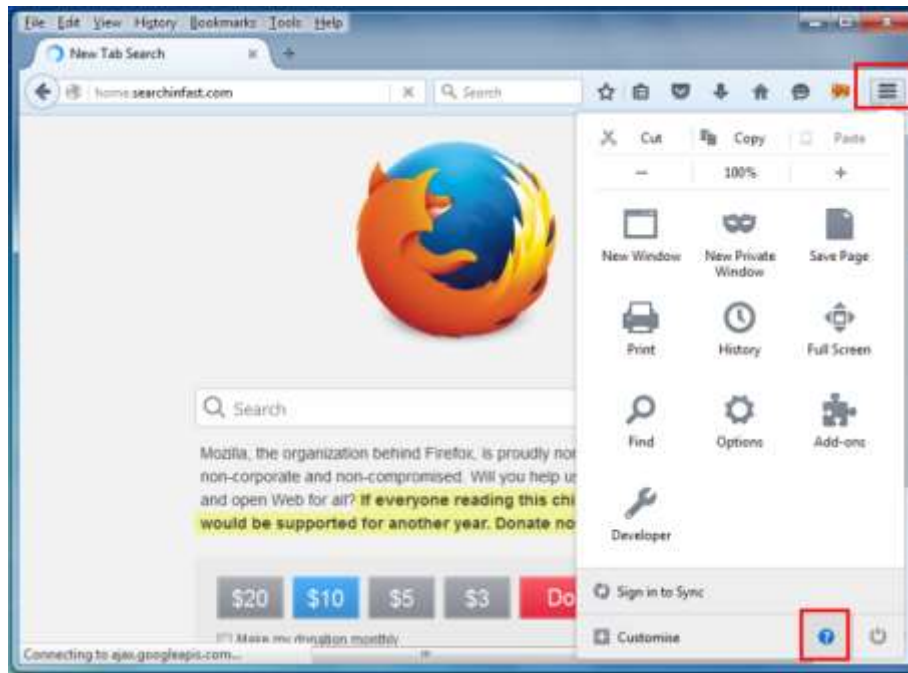 File Edit View History Bookmarks Tools Help
New Tab Search
home.searchinfast.com
Search
Cut Copy Paste
100%
New Window New Private Window Save Page
Print History Full Screen
Search
Find Options Add-ons
Mozilla, the organization behind Firefox, is proudly
non-corporate and non-compromised. Will you help
and open Web for all? If everyone reading this
would be supported for another year. Donate
Developer
$20 $10 $5 $3
Sign in to Sync
Make my donation monthly
Customise
Connecting to ajax.googleapis.com...